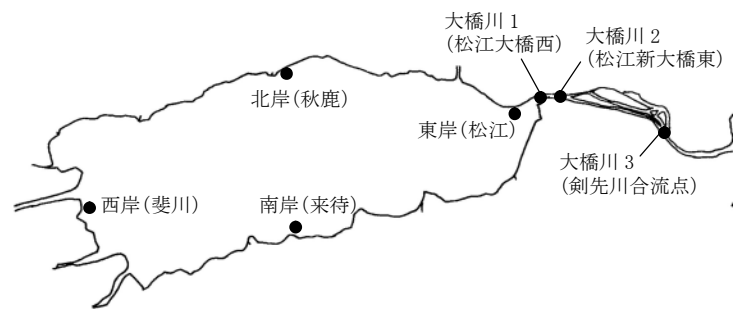 大橋川 1
(松江大橋西)
大橋川 2
(松江新大橋東)
北岸(秋鹿)
東岸(松江)
大橋川 3
(剣先川合流点)
西岸(斐川)
南岸(来待)